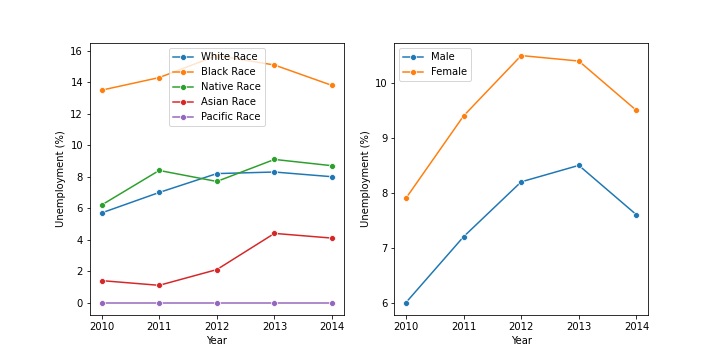 16
14
12
10
8
6
4
2
0
Unemployment (%)
White Race
Black Race
Native Race
Asian Race
Pacific Race
2010 2011 2012 2013 2014
Year
10
9
8
7
6
Unemployment (%)
Male
Female
2010 2011 2012 2013 2014
Year